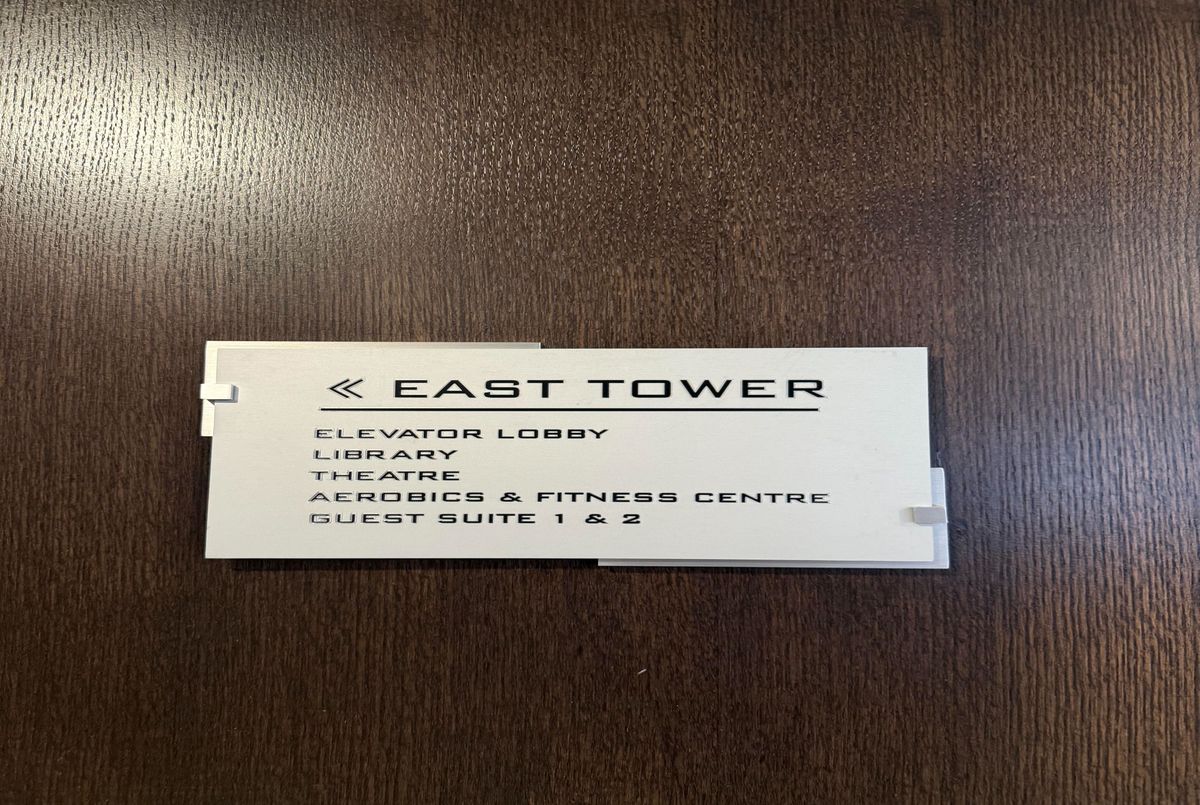 « EAST TOWER
ELEVATOR LOBBY
LIBRARY
THEATRE
AEROBICS & FITNESS CENTRE
GUEST SUITE 1 & 2